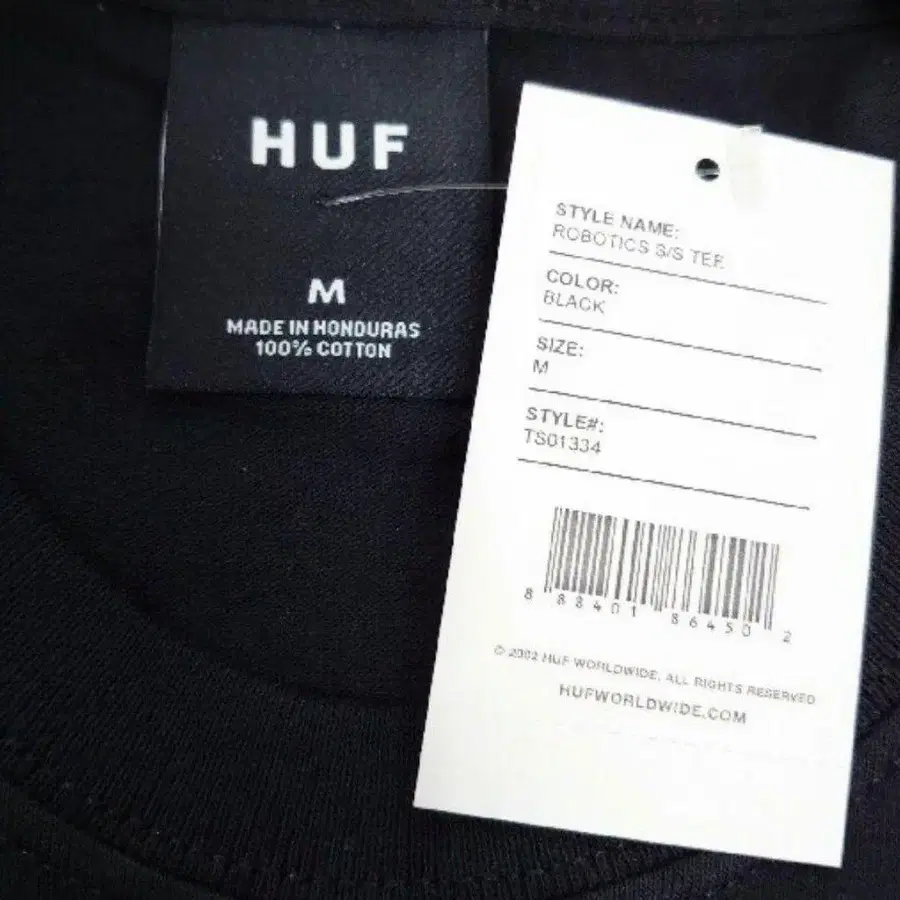 HUF
M
MADE IN HONDURAS
100% COTTON
STYLE NAME:
ROBOTICS S/S TEE
COLOR:
BLACK
SIZE:
M
STYLE#:
TS01334
8 88401 86450 2
© 2002 HUF WORLDWIDE, ALL RIGHTS RESERVED
HUFWORLDWIDE.COM